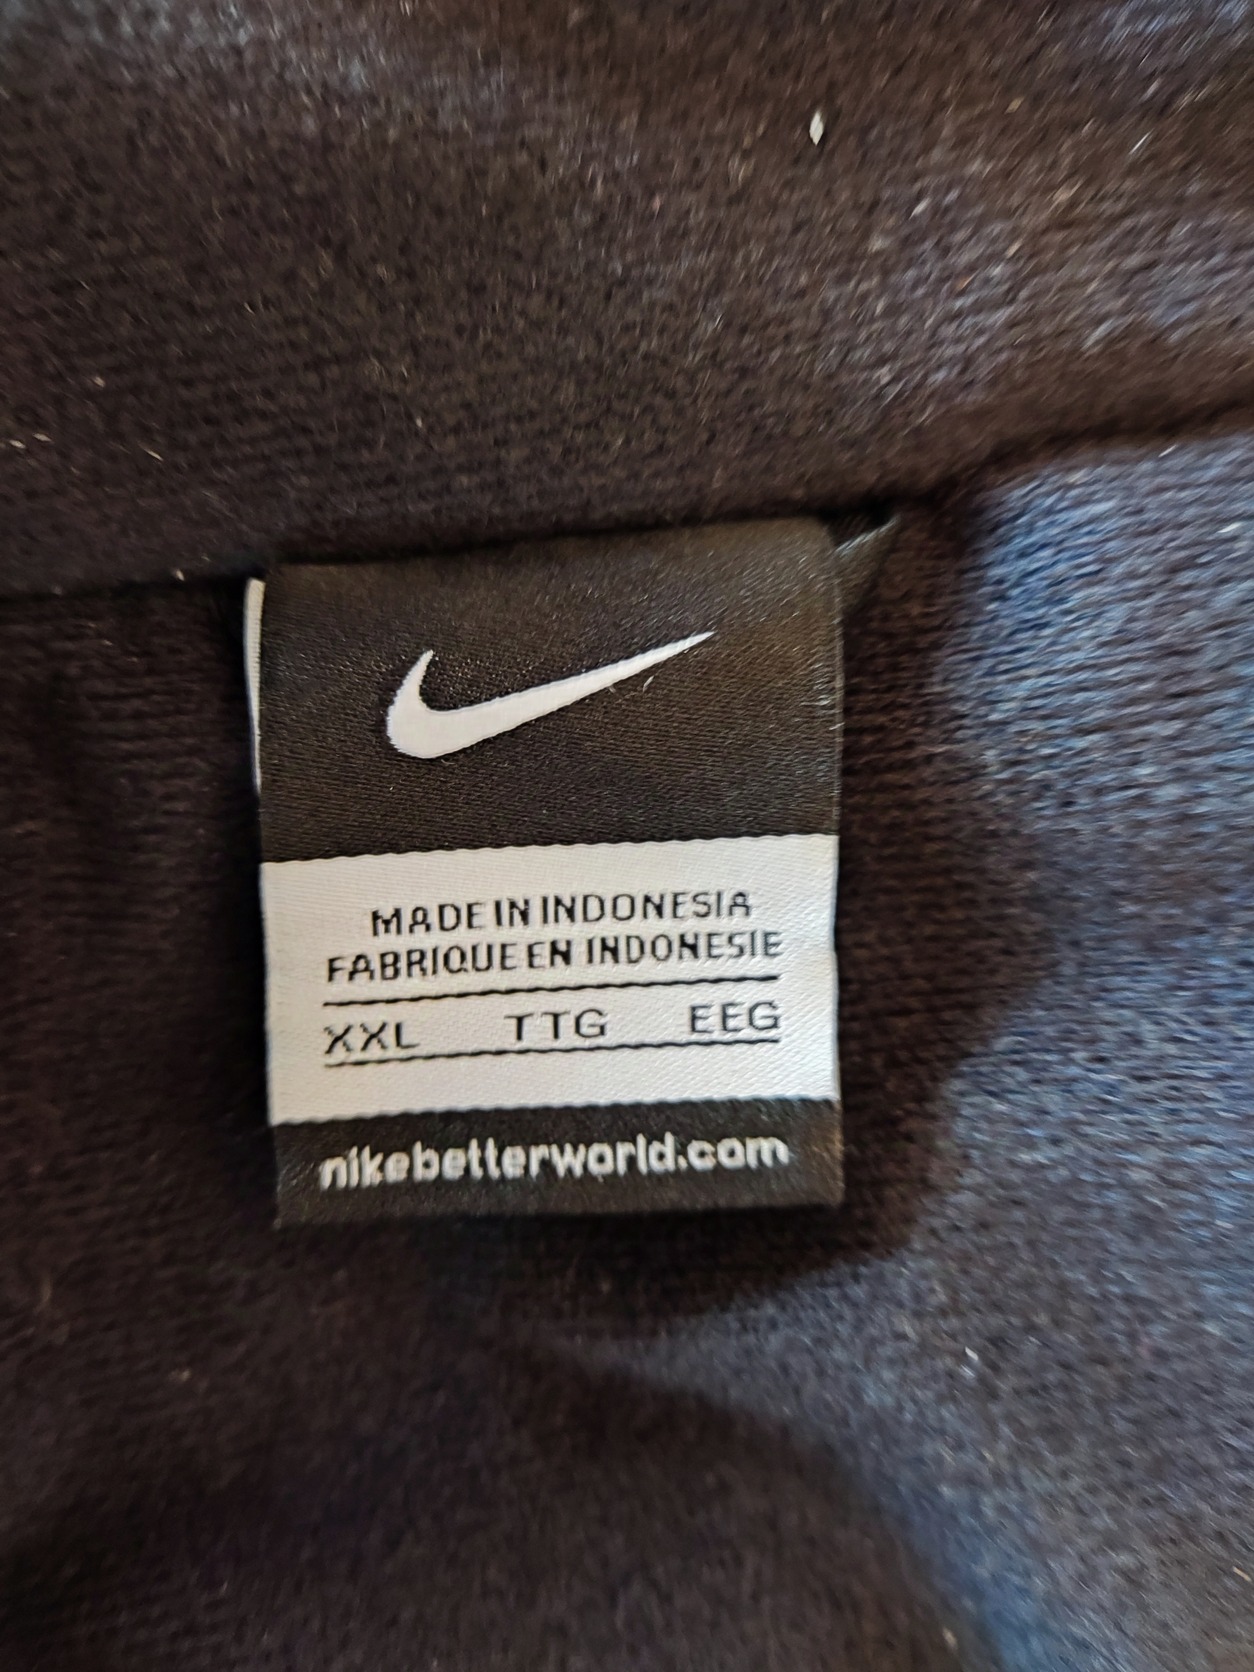 MADE IN INDONESIA
FABRIQUE EN INDONESIE
XXL TTG EEG
nikebetterworld.com